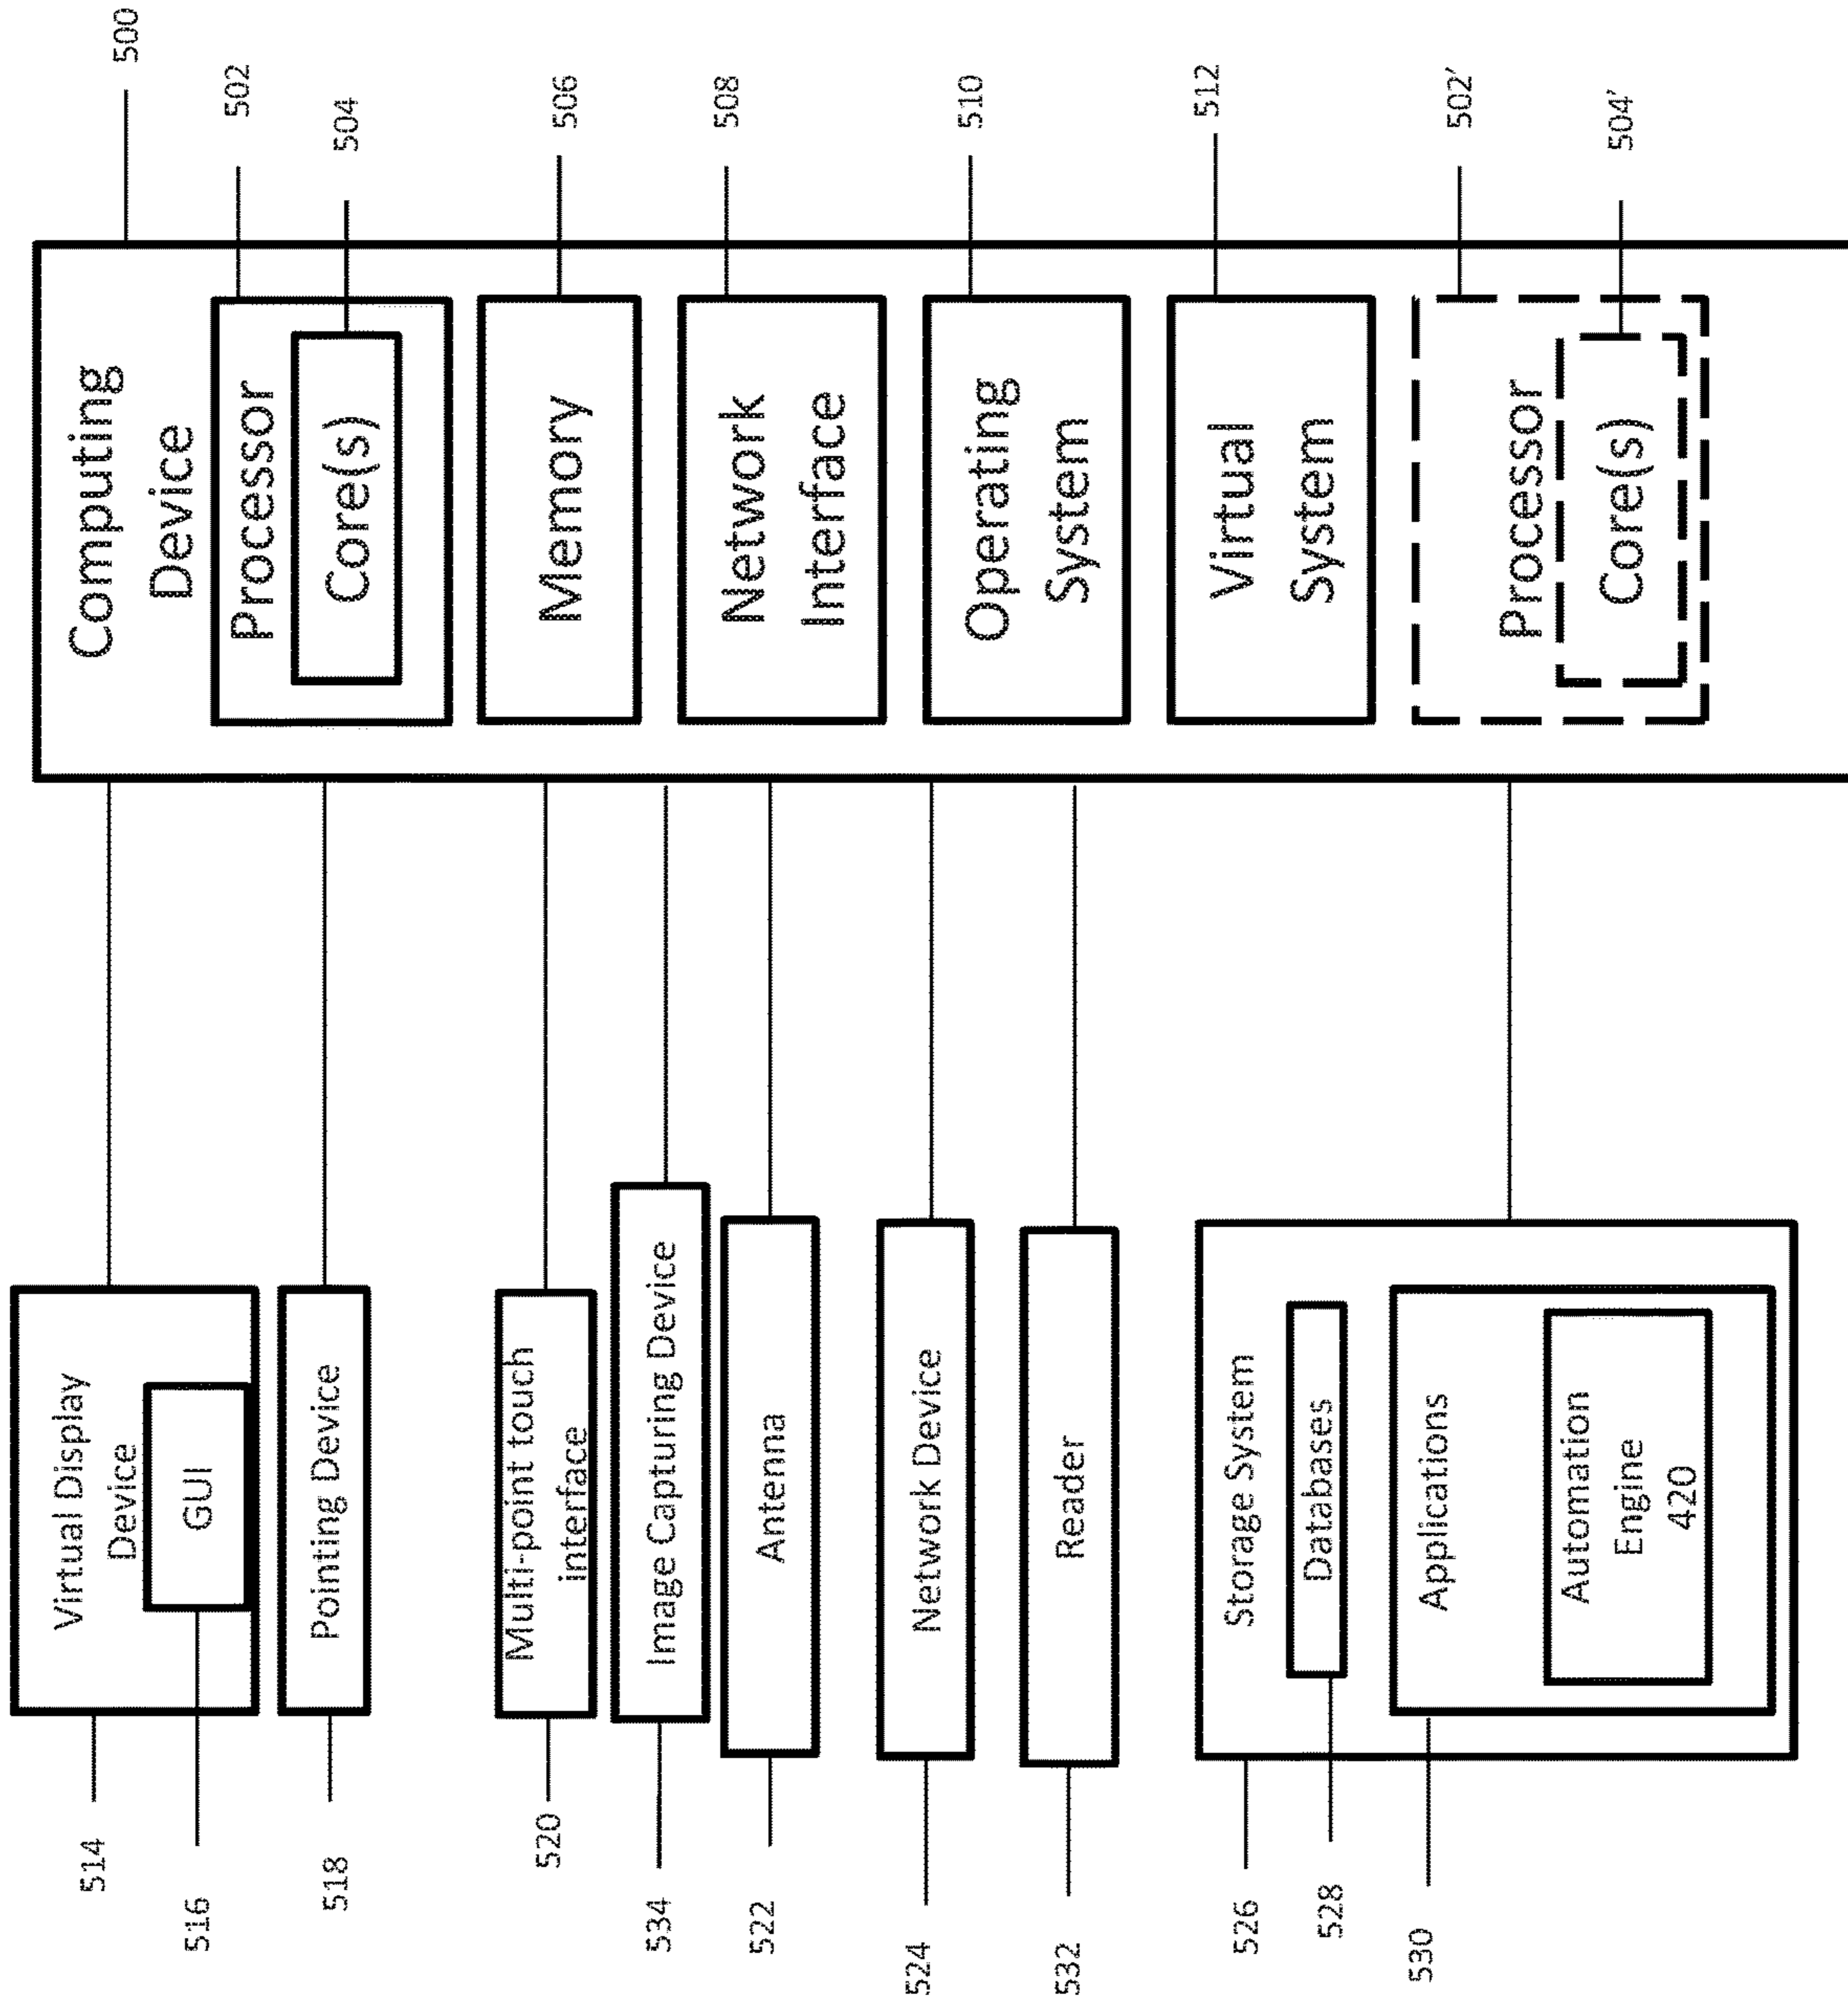 514
Virtual Display
Device
516
GUI
518
Pointing Device
520
Multi-point touch
interface
534
Image Capturing Device
522
Antenna
524
Network Device
532
Reader
526
Storage System
528
Databases
530
Applications
Automation
Engine
420
500
Computing
Device
502
Processor
504
Core(s)
506
Memory
508
Network
Interface
510
Operating
System
512
Virtual
System
502'
Processor
504'
Core(s)